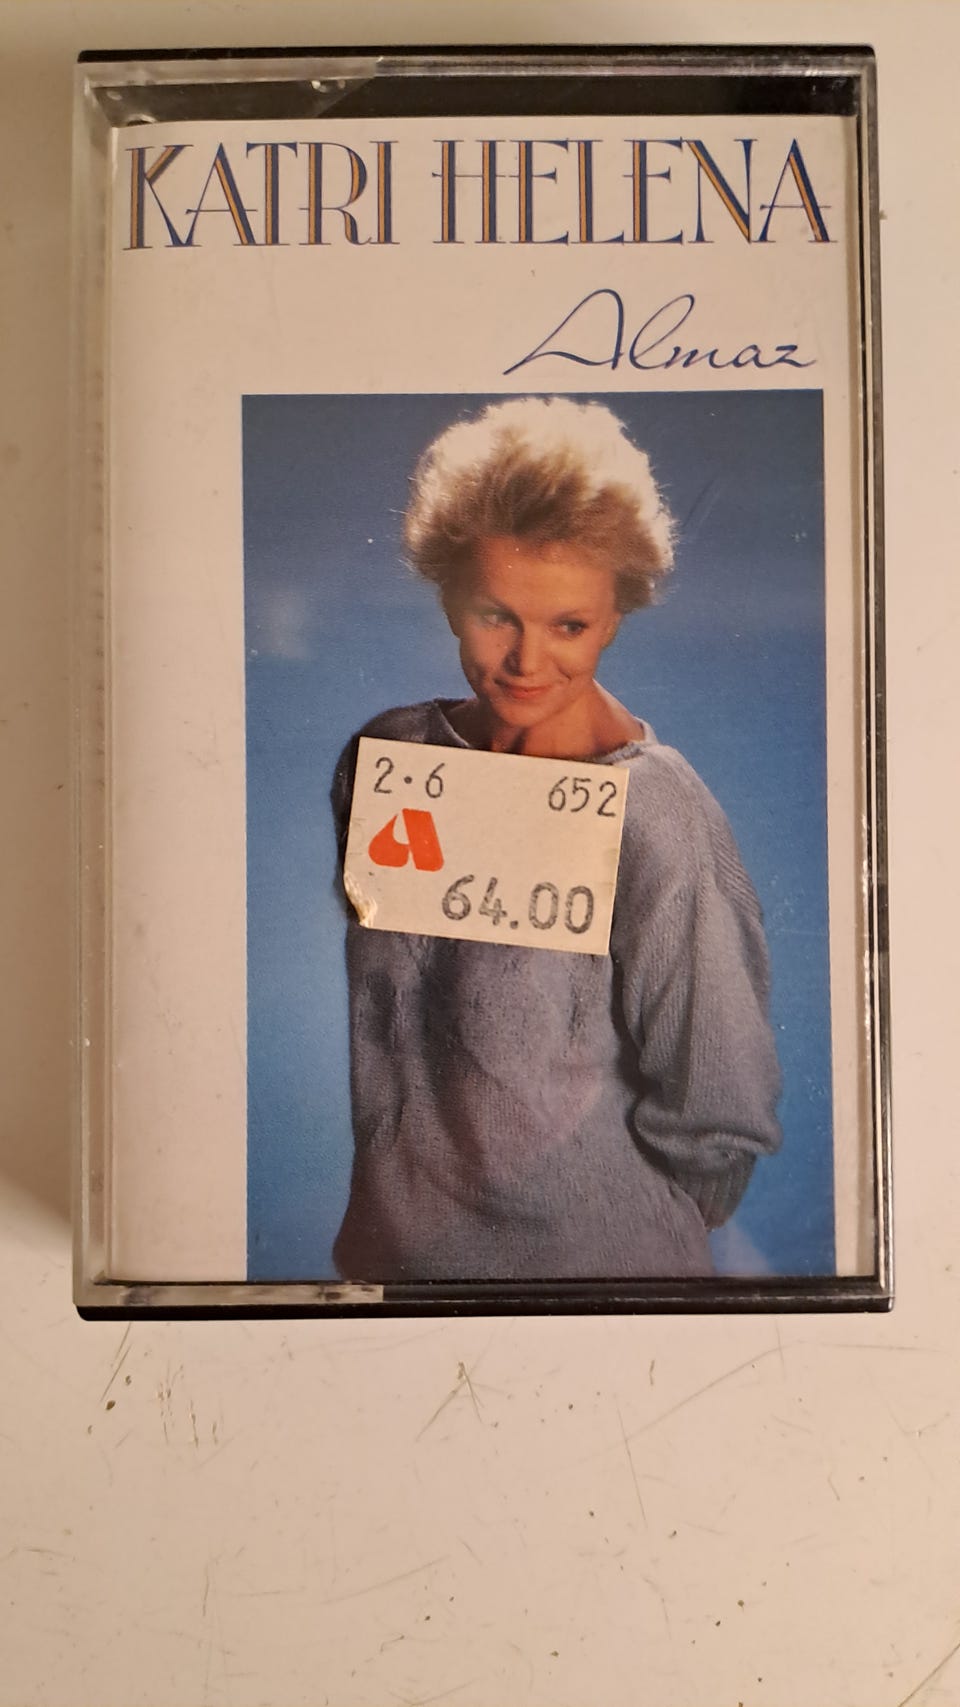 KATRI HELENA
Almaz
2.6 652
64.00